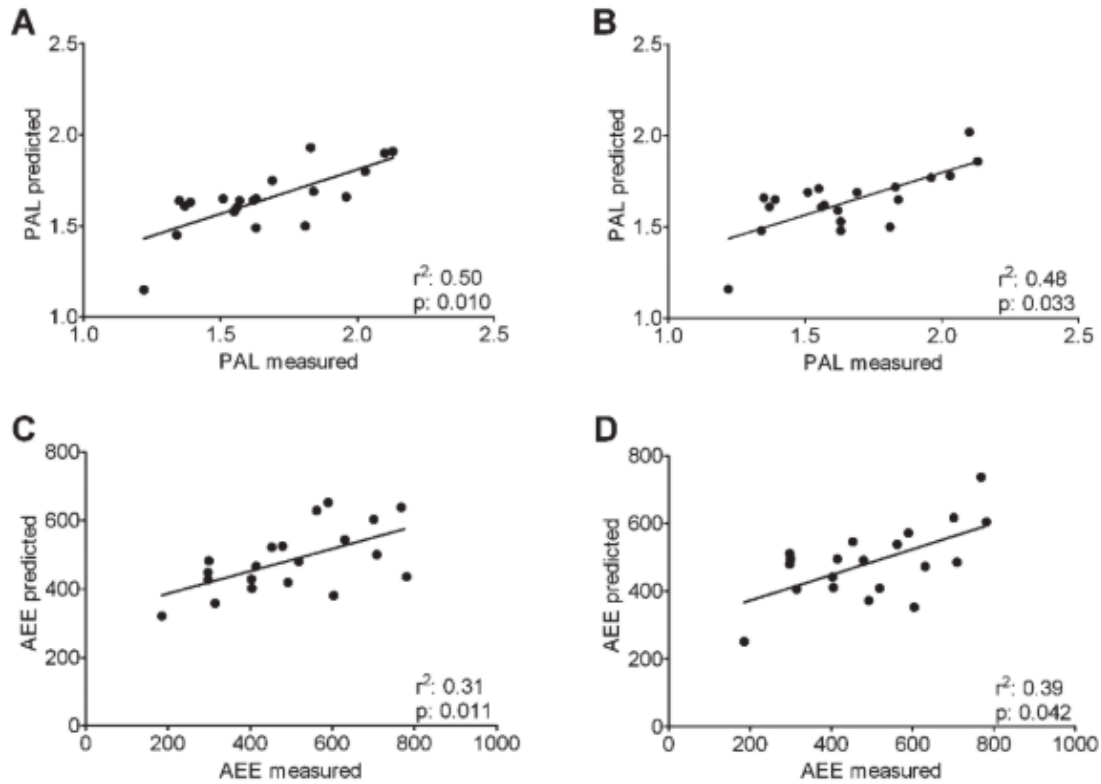 A
2.5
2.0
1.5
1.0
PAL predicted
1.0 1.5 2.0 2.5
PAL measured
r²: 0.50
p: 0.010
B
2.5
2.0
1.5
1.0
PAL predicted
1.0 1.5 2.0 2.5
PAL measured
r²: 0.48
p: 0.033
C
800
600
400
200
0
AEE predicted
0 200 400 600 800 1000
AEE measured
r²: 0.31
p: 0.011
D
800
600
400
200
0
AEE predicted
0 200 400 600 800 1000
AEE measured
r²: 0.39
p: 0.042